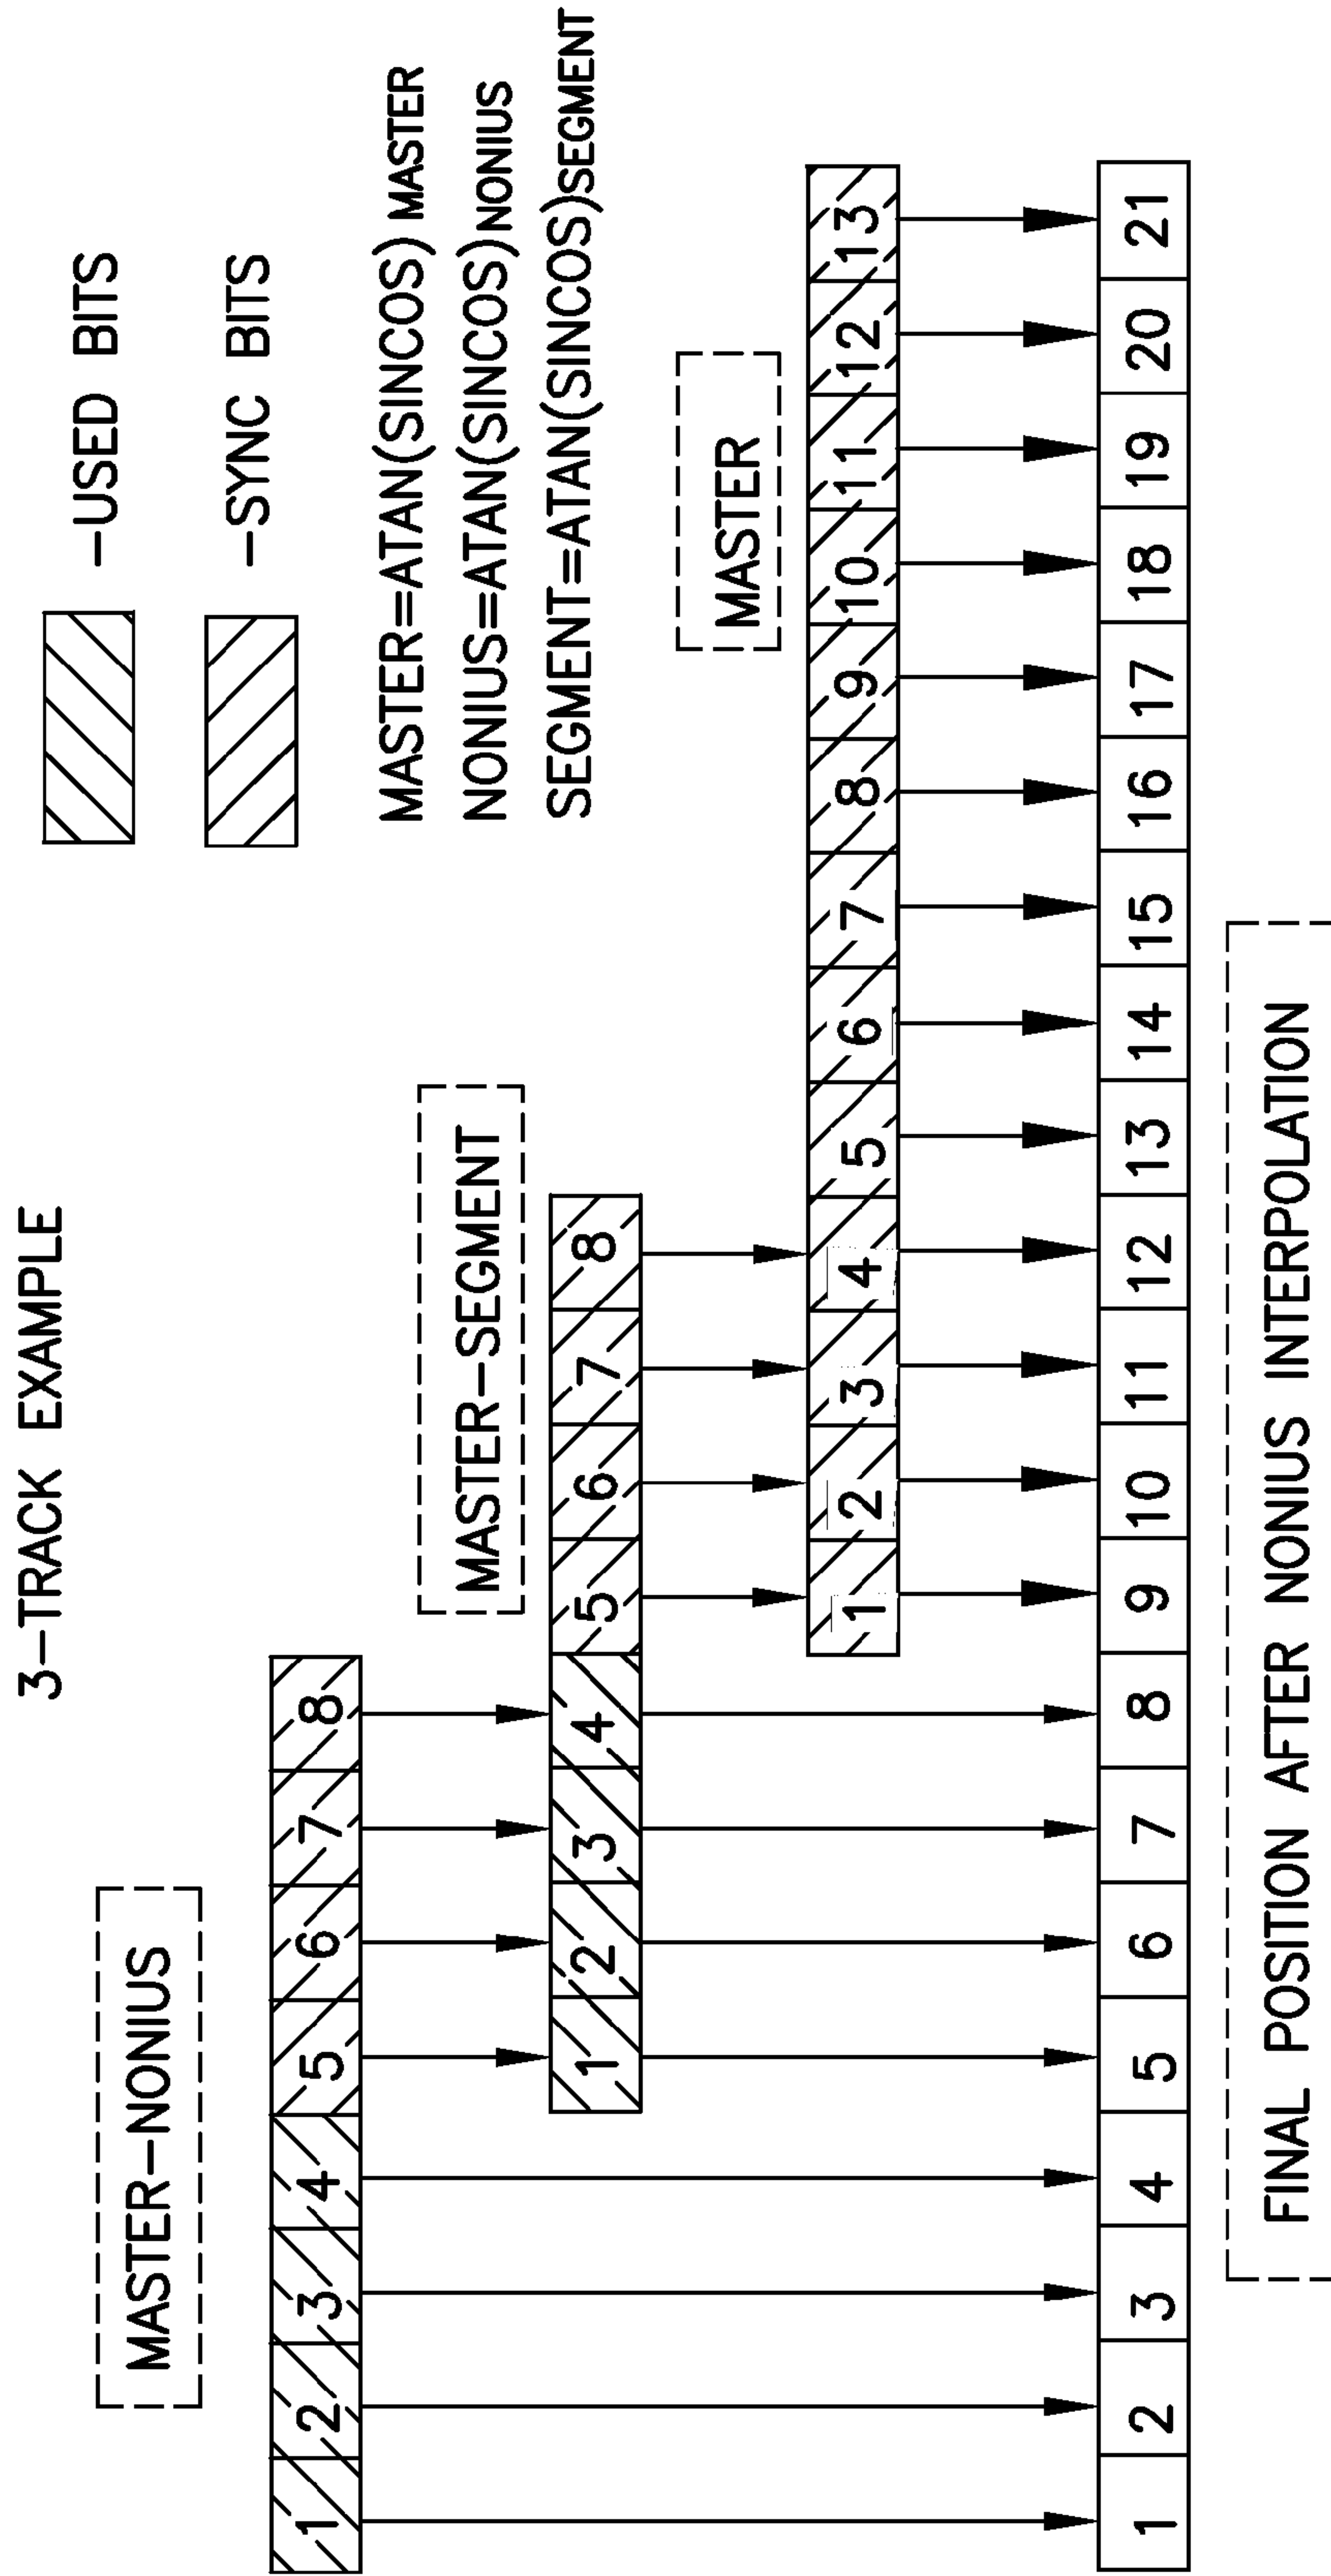 3-TRACK EXAMPLE
-USED BITS
-SYNC BITS
MASTER=ATAN(SINCOS)MASTER
NONIUS=ATAN(SINCOS)NONIUS
SEGMENT=ATAN(SINCOS)SEGMENT
MASTER-NONIUS
1 2 3 4 5 6 7 8
MASTER-SEGMENT
1 2 3 4 5 6 7 8
MASTER
1 2 3 4 5 6 7 8 9 10 11 12 13
1 2 3 4 5 6 7 8 9 10 11 12 13 14 15 16 17 18 19 20 21
FINAL POSITION AFTER NONIUS INTERPOLATION